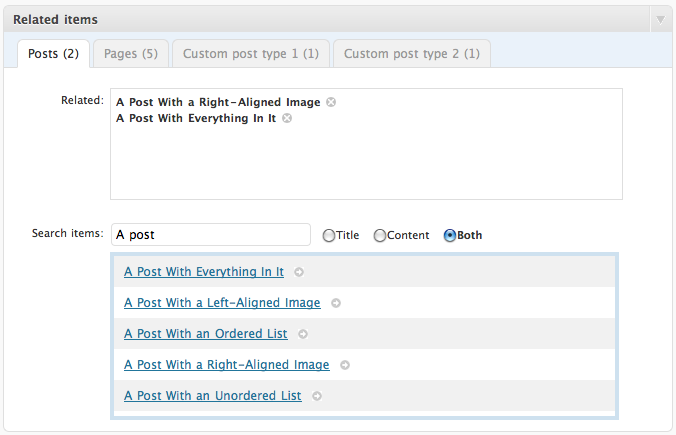 Related items
Posts (2) Pages (5) Custom post type 1 (1) Custom post type 2 (1)
Related: A Post With a Right-Aligned Image
A Post With Everything In It
Search items: A post Title Content Both
A Post With Everything In It
A Post With a Left-Aligned Image
A Post With an Ordered List
A Post With a Right-Aligned Image
A Post With an Unordered List